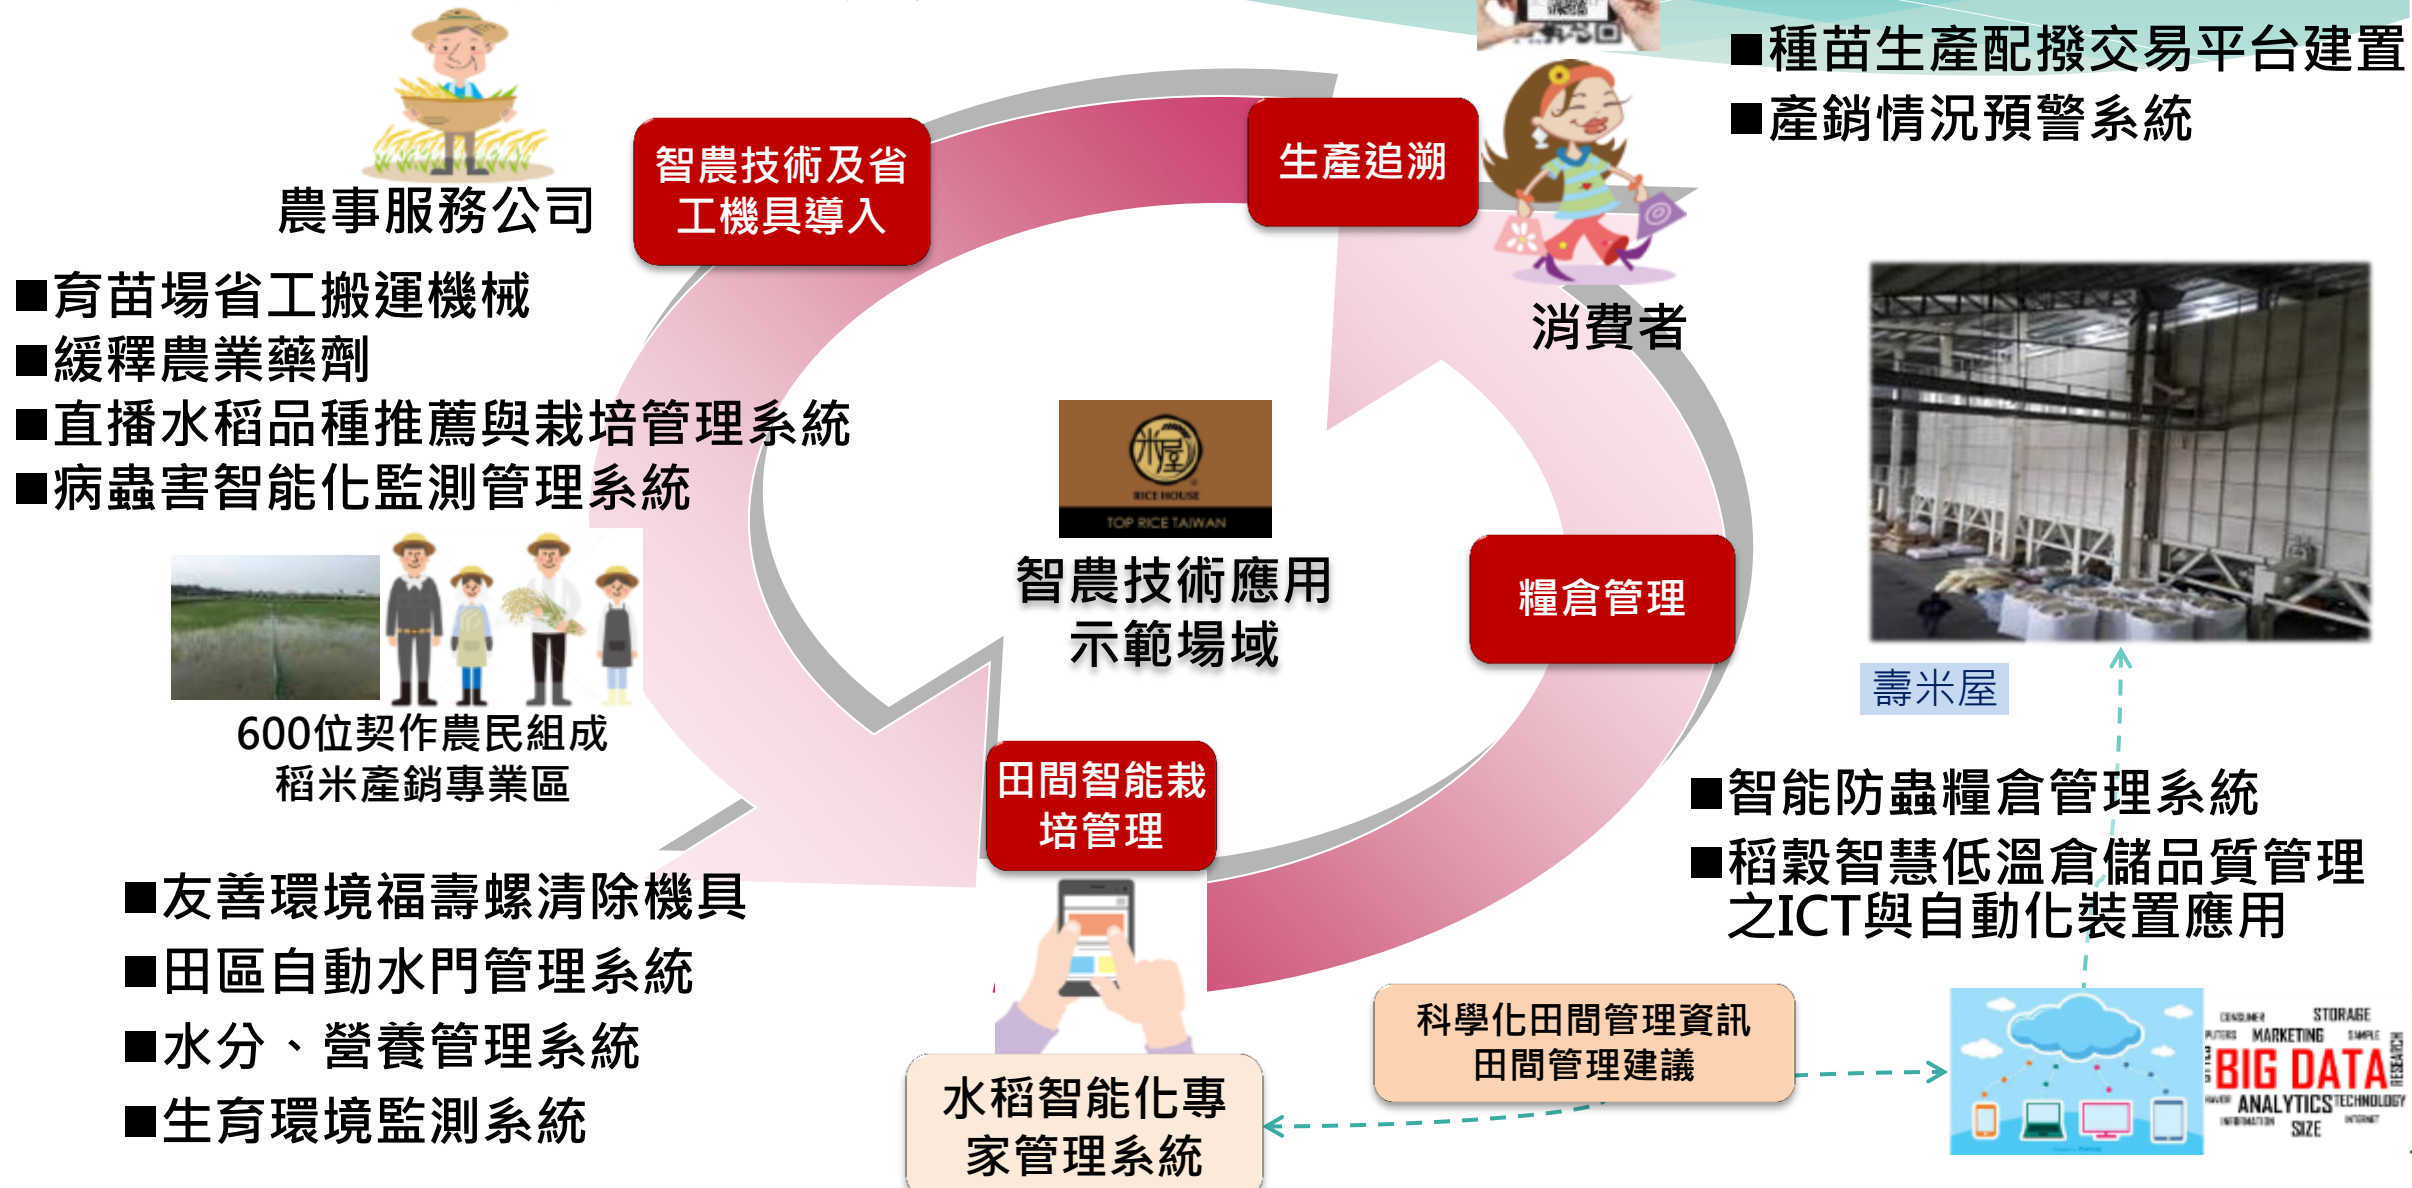 ■種苗生產配撥交易平台建置
■產銷情況預警系統
智農技術及省
工機具導入
生產追溯
農事服務公司
■育苗場省工搬運機械
■緩釋農業藥劑
■直播水稻品種推薦與栽培管理系統
■病蟲害智能化監測管理系統
消費者
米屋
RICE HOUSE
TOP RICE TAIWAN
智農技術應用
示範場域
糧倉管理
壽米屋
600位契作農民組成
稻米產銷專業區
田間智能栽
培管理
■智能防蟲糧倉管理系統
■稻穀智慧低溫倉儲品質管理
之ICT與自動化裝置應用
■友善環境福壽螺清除機具
■田區自動水門管理系統
■水分、營養管理系統
■生育環境監測系統
科學化田間管理資訊
田間管理建議
水稻智能化專
家管理系統
CONSUMER
STORAGE
MARKETING
SAMPLE
BIG DATA
RESEARCH
ANALYTICS
TECHNOLOGY
INFORMATION
SIZE
INTERNET